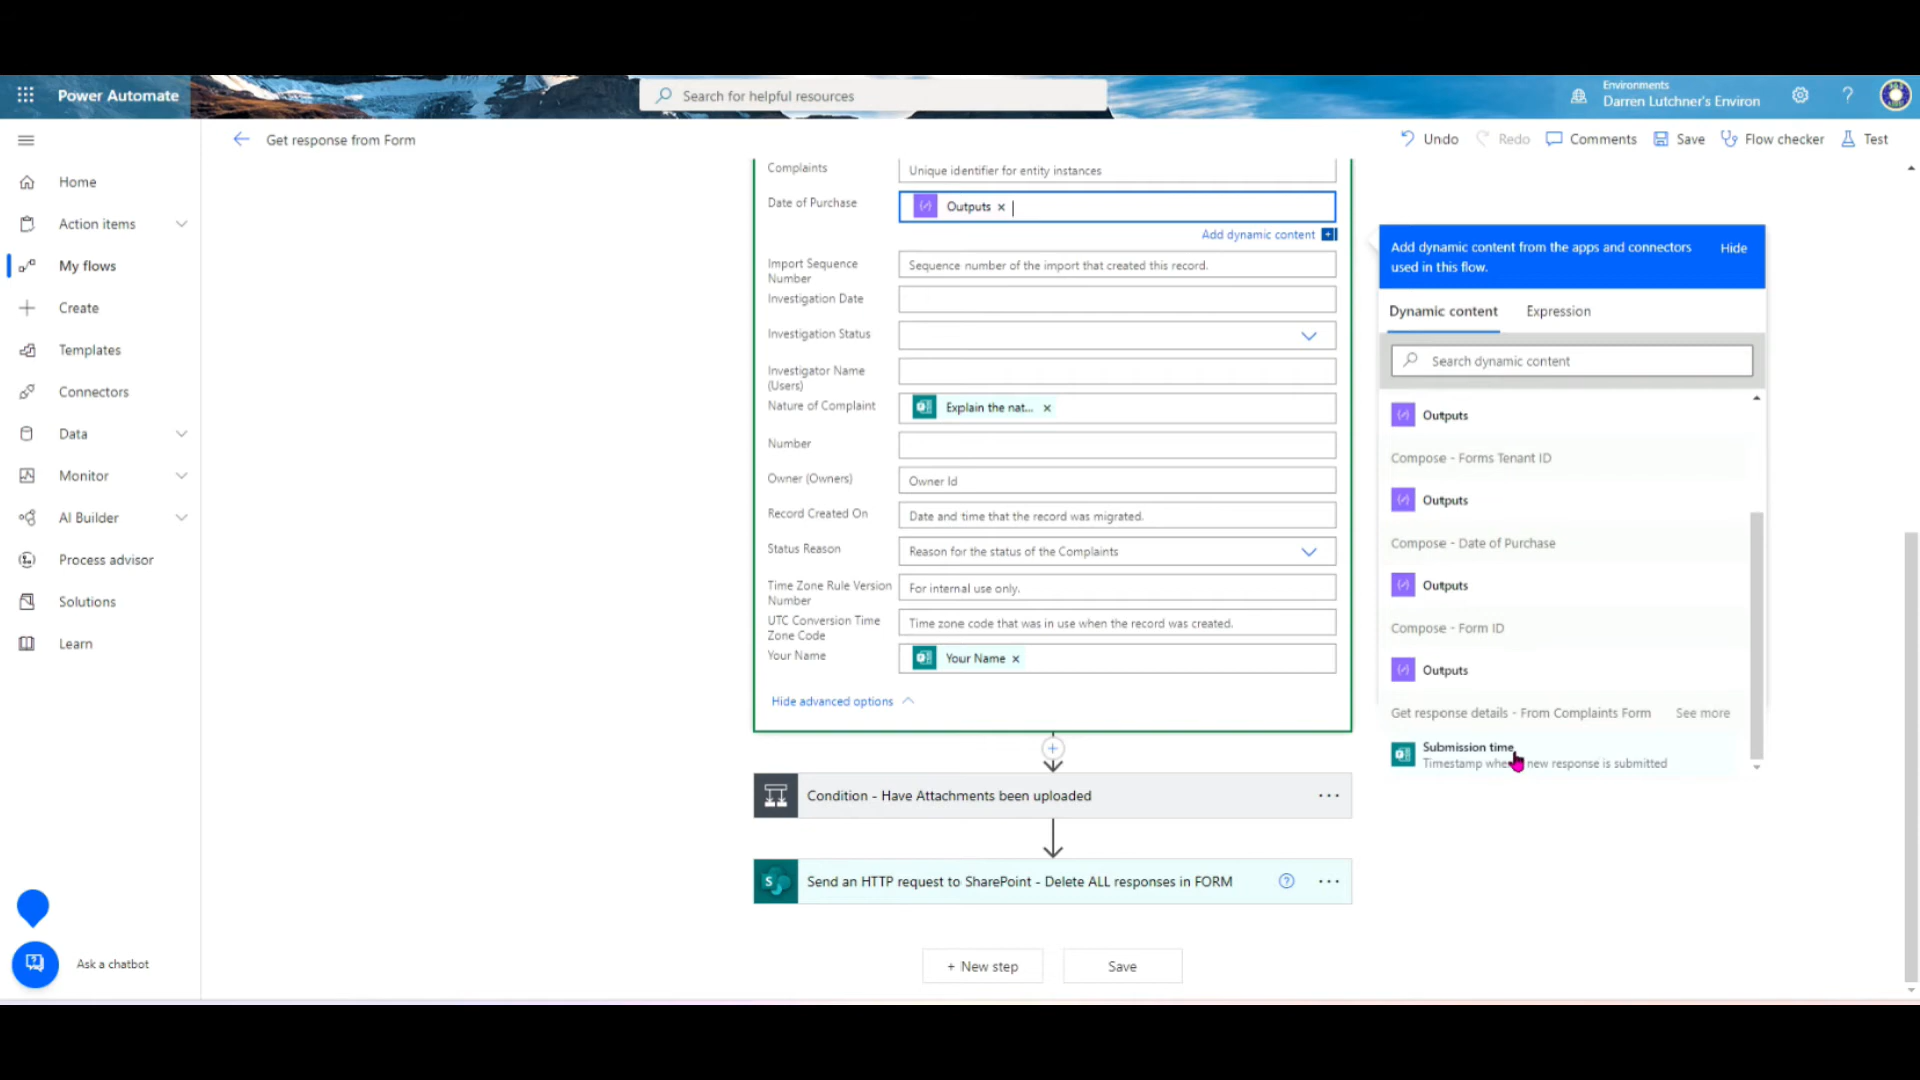 Power Automate
Search for helpful resources
Environments
Darren Lutchner's Environ
?
Get response from Form
Undo
Redo
Comments
Save
Flow checker
Test
Home
Action items
My flows
Create
Templates
Connectors
Data
Monitor
AI Builder
Process advisor
Solutions
Learn
Ask a chatbot
Complaints
Unique identifier for entity instances
Date of Purchase
Outputs ×
Add dynamic content
Import Sequence
Number
Sequence number of the import that created this record.
Investigation Date
Investigation Status
Investigator Name
(Users)
Nature of Complaint
Explain the nat... ×
Number
Owner (Owners)
Owner Id
Record Created On
Date and time that the record was migrated.
Status Reason
Reason for the status of the Complaints
Time Zone Rule Version
Number
For internal use only.
UTC Conversion Time
Zone Code
Time zone code that was in use when the record was created.
Your Name
Your Name ×
Hide advanced options
Condition - Have Attachments been uploaded
Send an HTTP request to SharePoint - Delete ALL responses in FORM
+ New step
Save
Add dynamic content from the apps and connectors
used in this flow.
Hide
Dynamic content
Expression
Search dynamic content
Outputs
Compose - Forms Tenant ID
Outputs
Compose - Date of Purchase
Outputs
Compose - Form ID
Outputs
Get response details - From Complaints Form
See more
Submission time
Timestamp new response is submitted